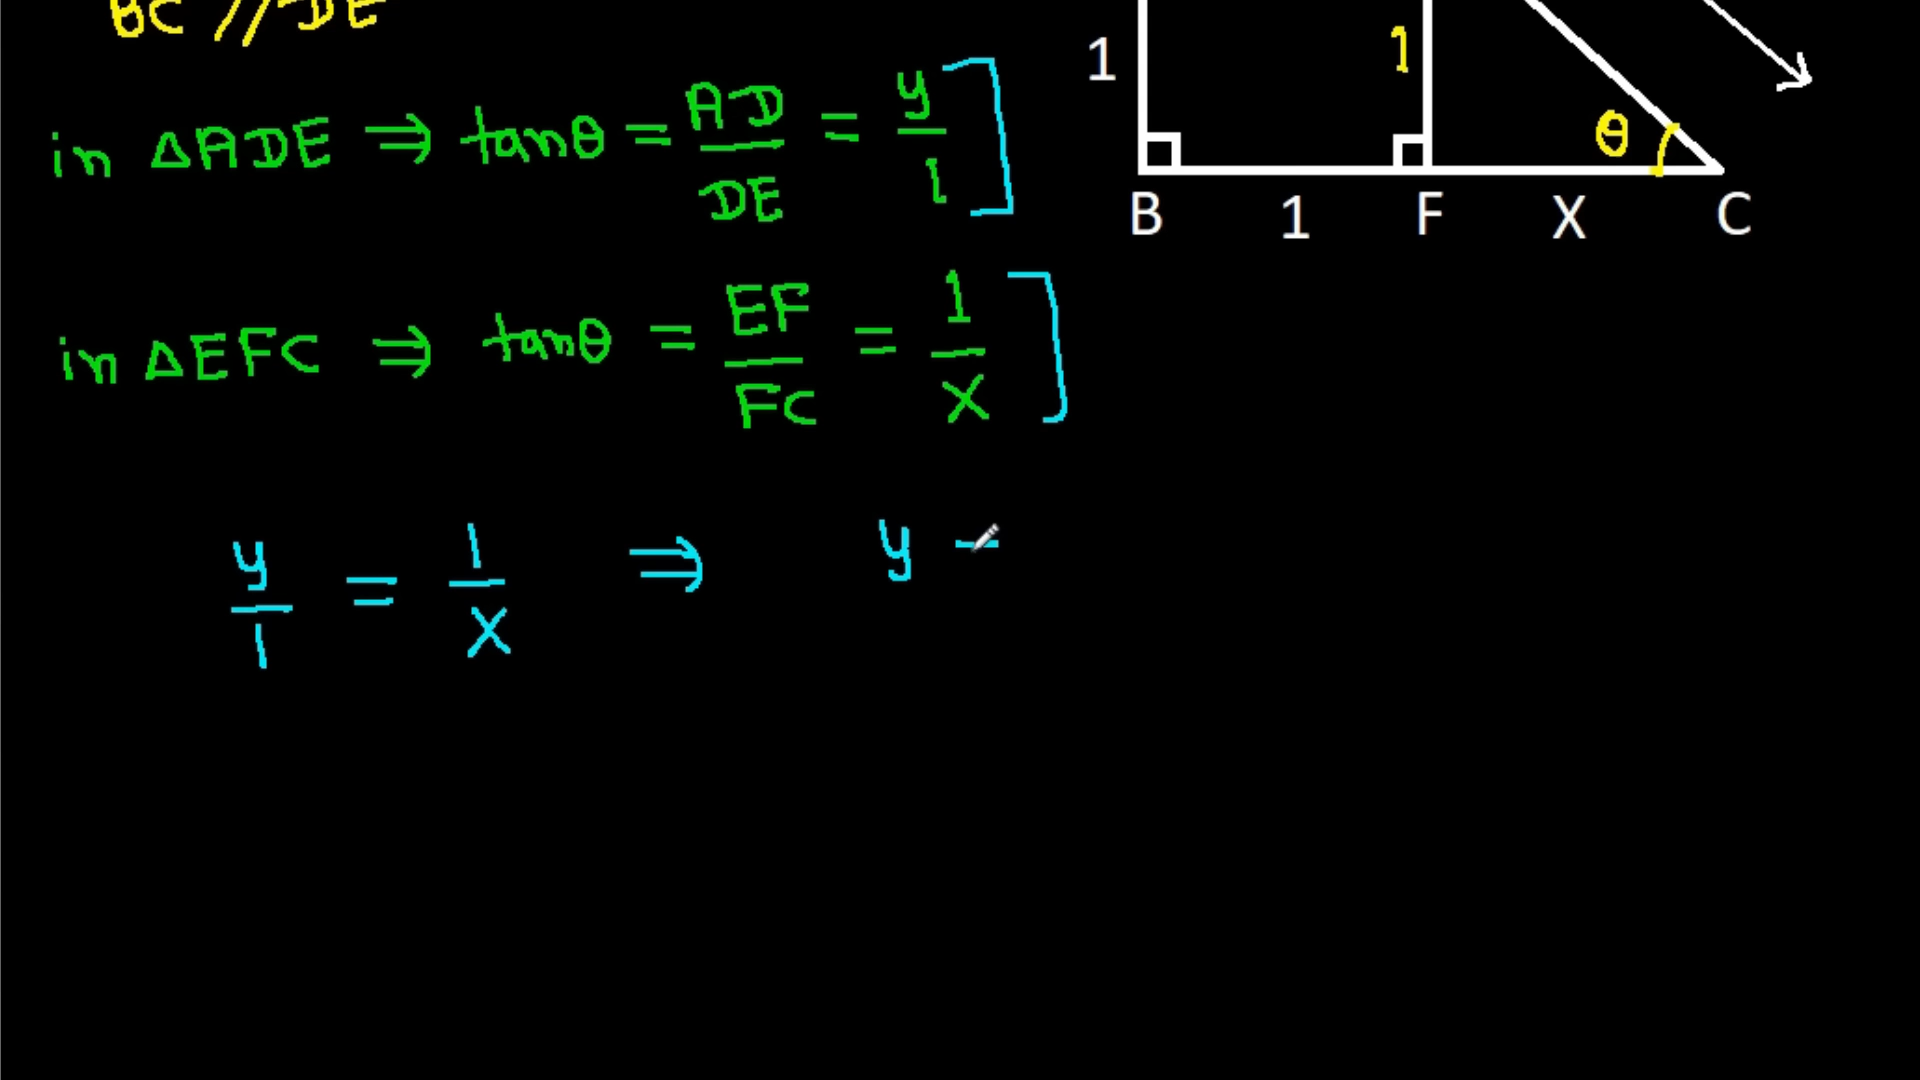 BC // DE
in ΔADE ⇒ tanθ = AD/DE = y/1
in ΔEFC ⇒ tanθ = EF/FC = 1/X
y/1 = 1/X ⇒ y =
1 1
θ
B 1 F X C